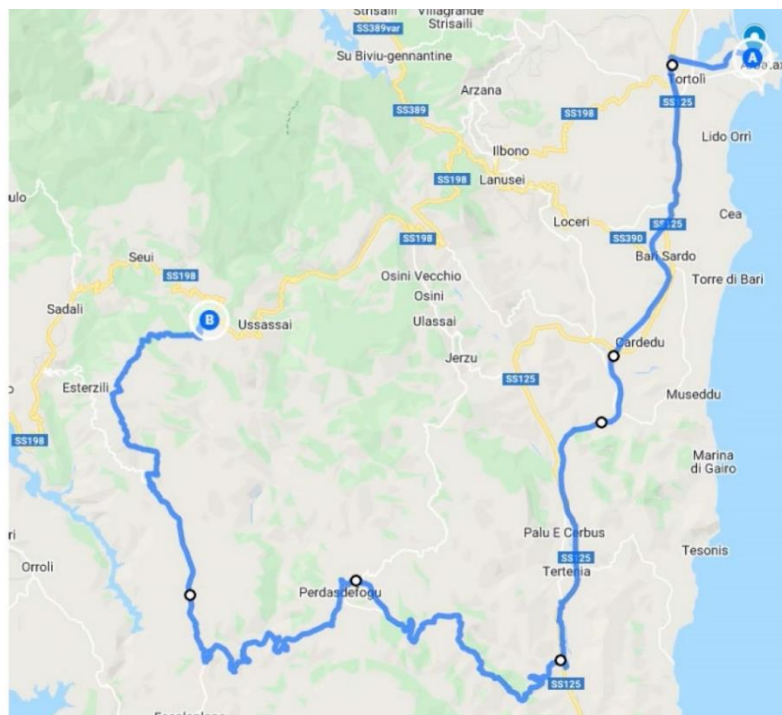 Strisaili
Villagrande
Strisaili
SS389var
Su Biviu-gennantine
A
Tortolì
SS125
Arzana
SS389
SS198
Lido Orrì
Ilbono
SS198
Lanusei
ulo
Loceri
SS125
Cea
SS198
SS390
Bari Sardo
Seui
SS198
Osini Vecchio
Torre di Bari
Osini
Sadali
B
Ussassai
Ulassai
Cardedu
Jerzu
SS125
Esterzili
Museddu
SS198
Marina
di Gairo
ri
Palu E Cerbus
Orroli
SS125
Tesonis
Tertenia
Perdasdefogu
SS125